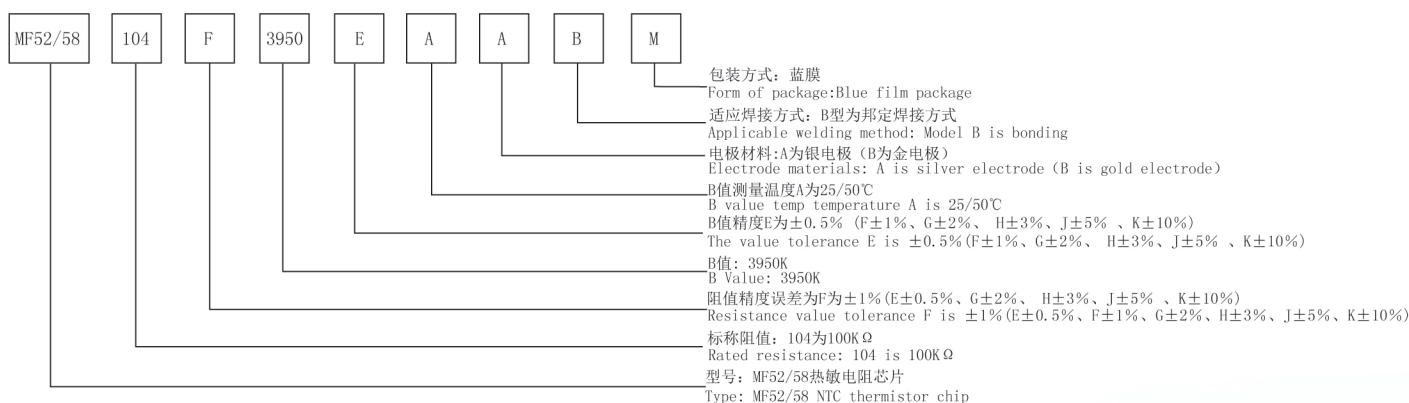 MF52/58 104 F 3950 E A A B M
包装方式：蓝膜
Form of package:Blue film package
适应焊接方式：B型为邦定焊接方式
Applicable welding method: Model B is bonding
电极材料:A为银电极（B为金电极）
Electrode materials: A is silver electrode（B is gold electrode）
B值测量温度A为25/50℃
B value temp temperature A is 25/50℃
B值精度E为±0.5% (F±1%、G±2%、 H±3%、J±5% 、K±10%)
The value tolerance E is ±0.5%(F±1%、G±2%、 H±3%、J±5% 、K±10%)
B值: 3950K
B Value: 3950K
阻值精度误差为F为±1%(E±0.5%、G±2%、 H±3%、J±5% 、K±10%)
Resistance value tolerance F is ±1%(E±0.5%、F±1%、G±2%、H±3%、J±5%、K±10%)
标称阻值：104为100KΩ
Rated resistance: 104 is 100KΩ
型号：MF52/58热敏电阻芯片
Type: MF52/58 NTC thermistor chip